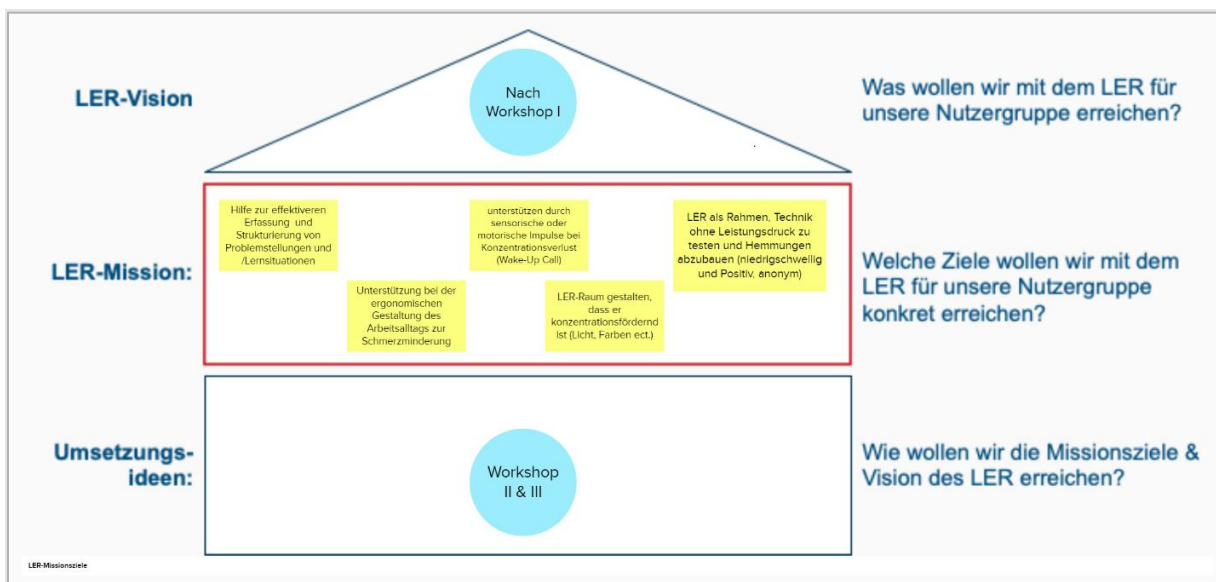 LER-Vision
Nach
Workshop I
Was wollen wir mit dem LER für
unsere Nutzergruppe erreichen?
LER-Mission:
Hilfe zur effektiveren
Erfassung und
Strukturierung von
Problemstellungen und
/Lernsituationen
Unterstützung bei der
ergonomischen
Gestaltung des
Arbeitsalltags zur
Schmerzminderung
unterstützen durch
sensorische oder
motorische Impulse bei
Konzentrationsverlust
(Wake-Up Call)
LER-Raum gestalten,
dass er
konzentrationsfördernd
ist (Licht, Farben ect.)
LER als Rahmen, Technik
ohne Leistungsdruck zu
testen und Hemmungen
abzubauen (niedrigschwellig
und Positiv, anonym)
Welche Ziele wollen wir mit dem
LER für unsere Nutzergruppe
konkret erreichen?
Umsetzungs-
ideen:
Workshop
II & III
Wie wollen wir die Missionsziele &
Vision des LER erreichen?
LER-Missionsziele